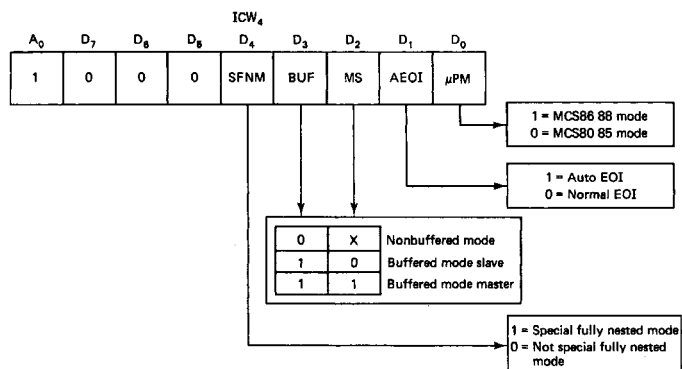 ICW₄
A₀ D₇ D₆ D₅ D₄ D₃ D₂ D₁ D₀
1 0 0 0 SFNM BUF MS AEOI μPM
1 = MCS86 88 mode
0 = MCS80 85 mode
1 = Auto EOI
0 = Normal EOI
0 X Nonbuffered mode
1 0 Buffered mode slave
1 1 Buffered mode master
1 = Special fully nested mode
0 = Not special fully nested
mode